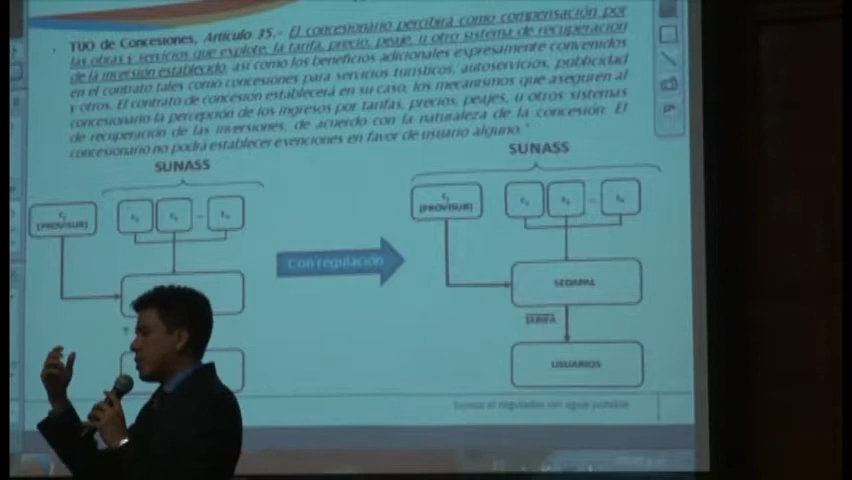 TUO de Concesiones, Artículo 35.- El concesionario percibirá como compensación por
las obras y servicios que explote, la tarifa, precio, peaje, u otro sistema de recuperación
de la inversión establecido; así como los beneficios adicionales expresamente convenidos
en el contrato tales como concesiones para servicios turísticos, autoservicios, publicidad
y otros. El contrato de concesión establecerá en su caso, los mecanismos que aseguren al
concesionario la percepción de los ingresos por tarifas, precios, peajes, u otros sistemas
de recuperación de las inversiones, de acuerdo con la naturaleza de la concesión. El
concesionario no podrá establecer exenciones en favor de usuario alguno.
SUNASS
SUNASS
(PROVISUR)
(PROVISUR)
Con regulación
SEDAPAL
TARIFA
USUARIOS